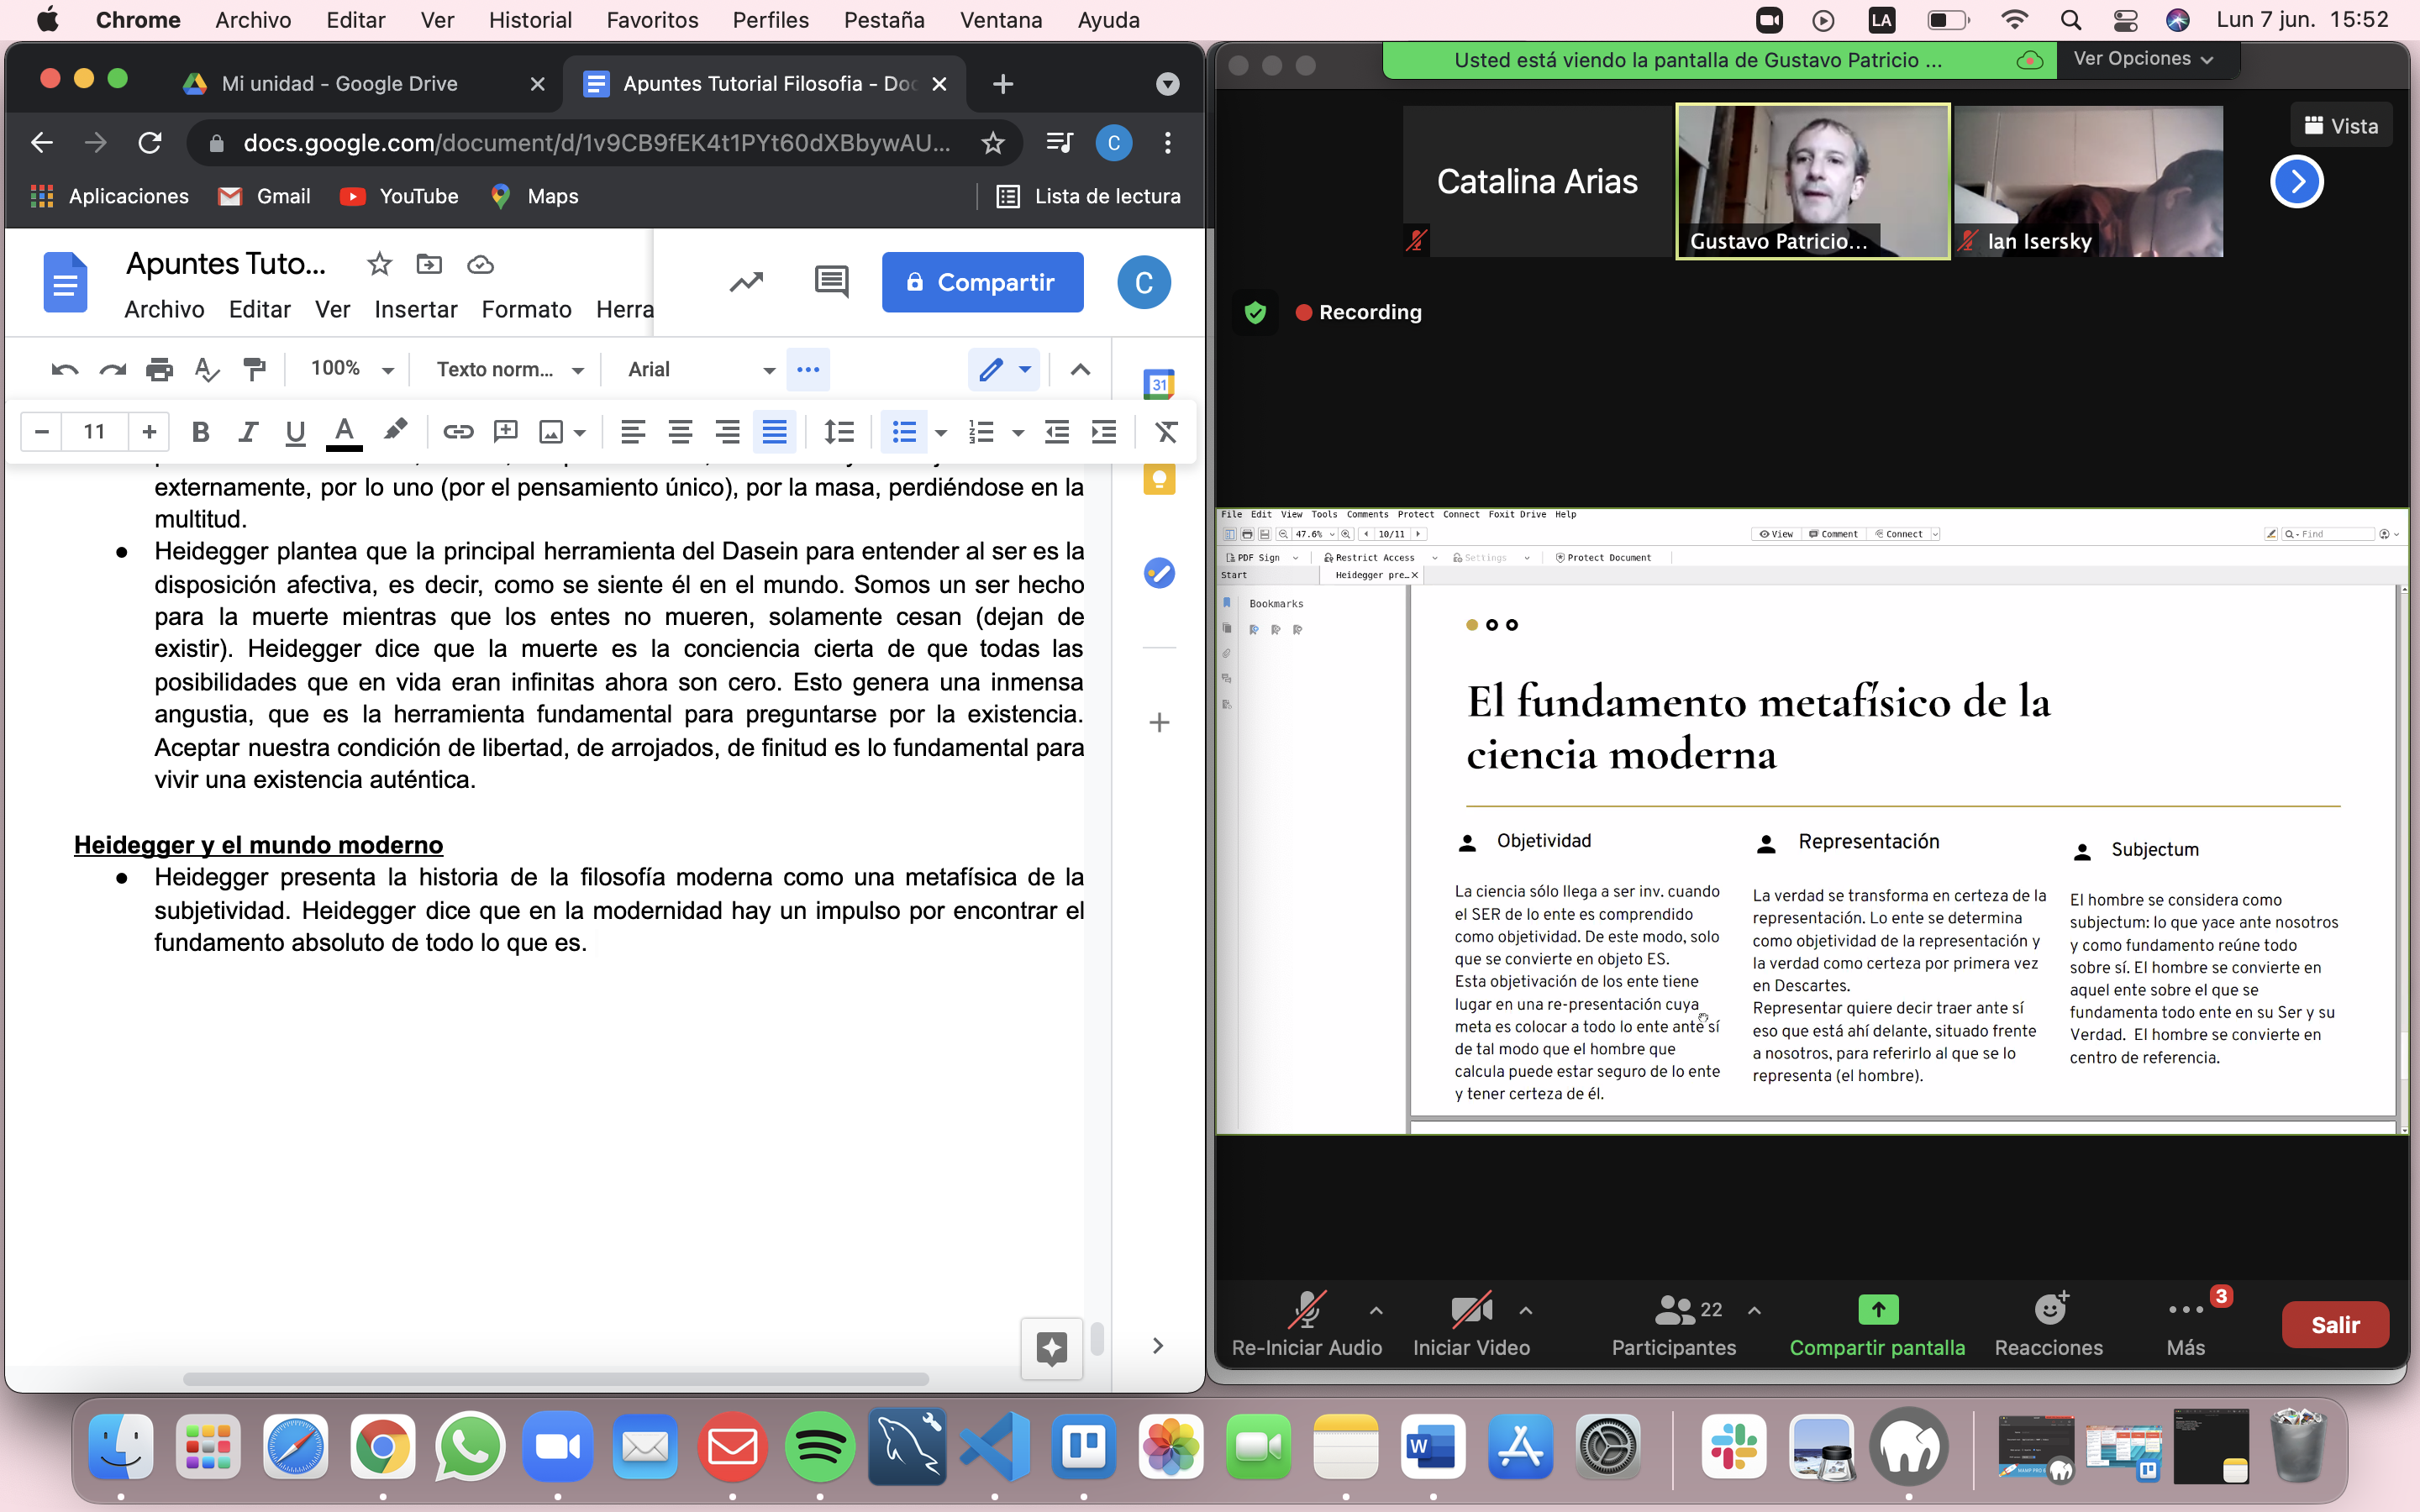 Chrome Archivo Editar Ver Historial Favoritos Perfiles Pestaña Ventana Ayuda LA Lun 7 jun. 15:52
Mi unidad - Google Drive
Apuntes Tutorial Filosofia - Doc
docs.google.com/document/d/1v9CB9fEK4t1PYt60dXBbywAU...
C
Aplicaciones Gmail YouTube Maps Lista de lectura
Apuntes Tuto...
Archivo Editar Ver Insertar Formato Herra
Compartir
C
100% Texto norm... Arial
31
11 B I U A
externamente, por lo uno (por el pensamiento único), por la masa, perdiéndose en la
multitud.
● Heidegger plantea que la principal herramienta del Dasein para entender al ser es la
disposición afectiva, es decir, como se siente él en el mundo. Somos un ser hecho
para la muerte mientras que los entes no mueren, solamente cesan (dejan de
existir). Heidegger dice que la muerte es la conciencia cierta de que todas las
posibilidades que en vida eran infinitas ahora son cero. Esto genera una inmensa
angustia, que es la herramienta fundamental para preguntarse por la existencia.
Aceptar nuestra condición de libertad, de arrojados, de finitud es lo fundamental para
vivir una existencia auténtica.
Heidegger y el mundo moderno
● Heidegger presenta la historia de la filosofía moderna como una metafísica de la
subjetividad. Heidegger dice que en la modernidad hay un impulso por encontrar el
fundamento absoluto de todo lo que es.
Usted está viendo la pantalla de Gustavo Patricio ...
Ver Opciones
Vista
Catalina Arias
Gustavo Patricio...
Ian Isersky
Recording
File Edit View Tools Comments Protect Connect Foxit Drive Help
47.6% 10/11 View Comment Connect Find
PDF Sign Restrict Access Settings Protect Document
Start Heidegger pre…
Bookmarks
El fundamento metafísico de la
ciencia moderna
Objetividad
La ciencia sólo llega a ser inv. cuando
el SER de lo ente es comprendido
como objetividad. De este modo, solo
que se convierte en objeto ES.
Esta objetivación de los ente tiene
lugar en una re-presentación cuya
meta es colocar a todo lo ente ante sí
de tal modo que el hombre que
calcula puede estar seguro de lo ente
y tener certeza de él.
Representación
La verdad se transforma en certeza de la
representación. Lo ente se determina
como objetividad de la representación y
la verdad como certeza por primera vez
en Descartes.
Representar quiere decir traer ante sí
eso que está ahí delante, situado frente
a nosotros, para referirlo al que se lo
representa (el hombre).
Subjectum
El hombre se considera como
subjectum: lo que yace ante nosotros
y como fundamento reúne todo
sobre sí. El hombre se convierte en
aquel ente sobre el que se
fundamenta todo ente en su Ser y su
Verdad. El hombre se convierte en
centro de referencia.
Re-Iniciar Audio
Iniciar Video
22
Participantes
Compartir pantalla
Reacciones
3
Más
Salir
W